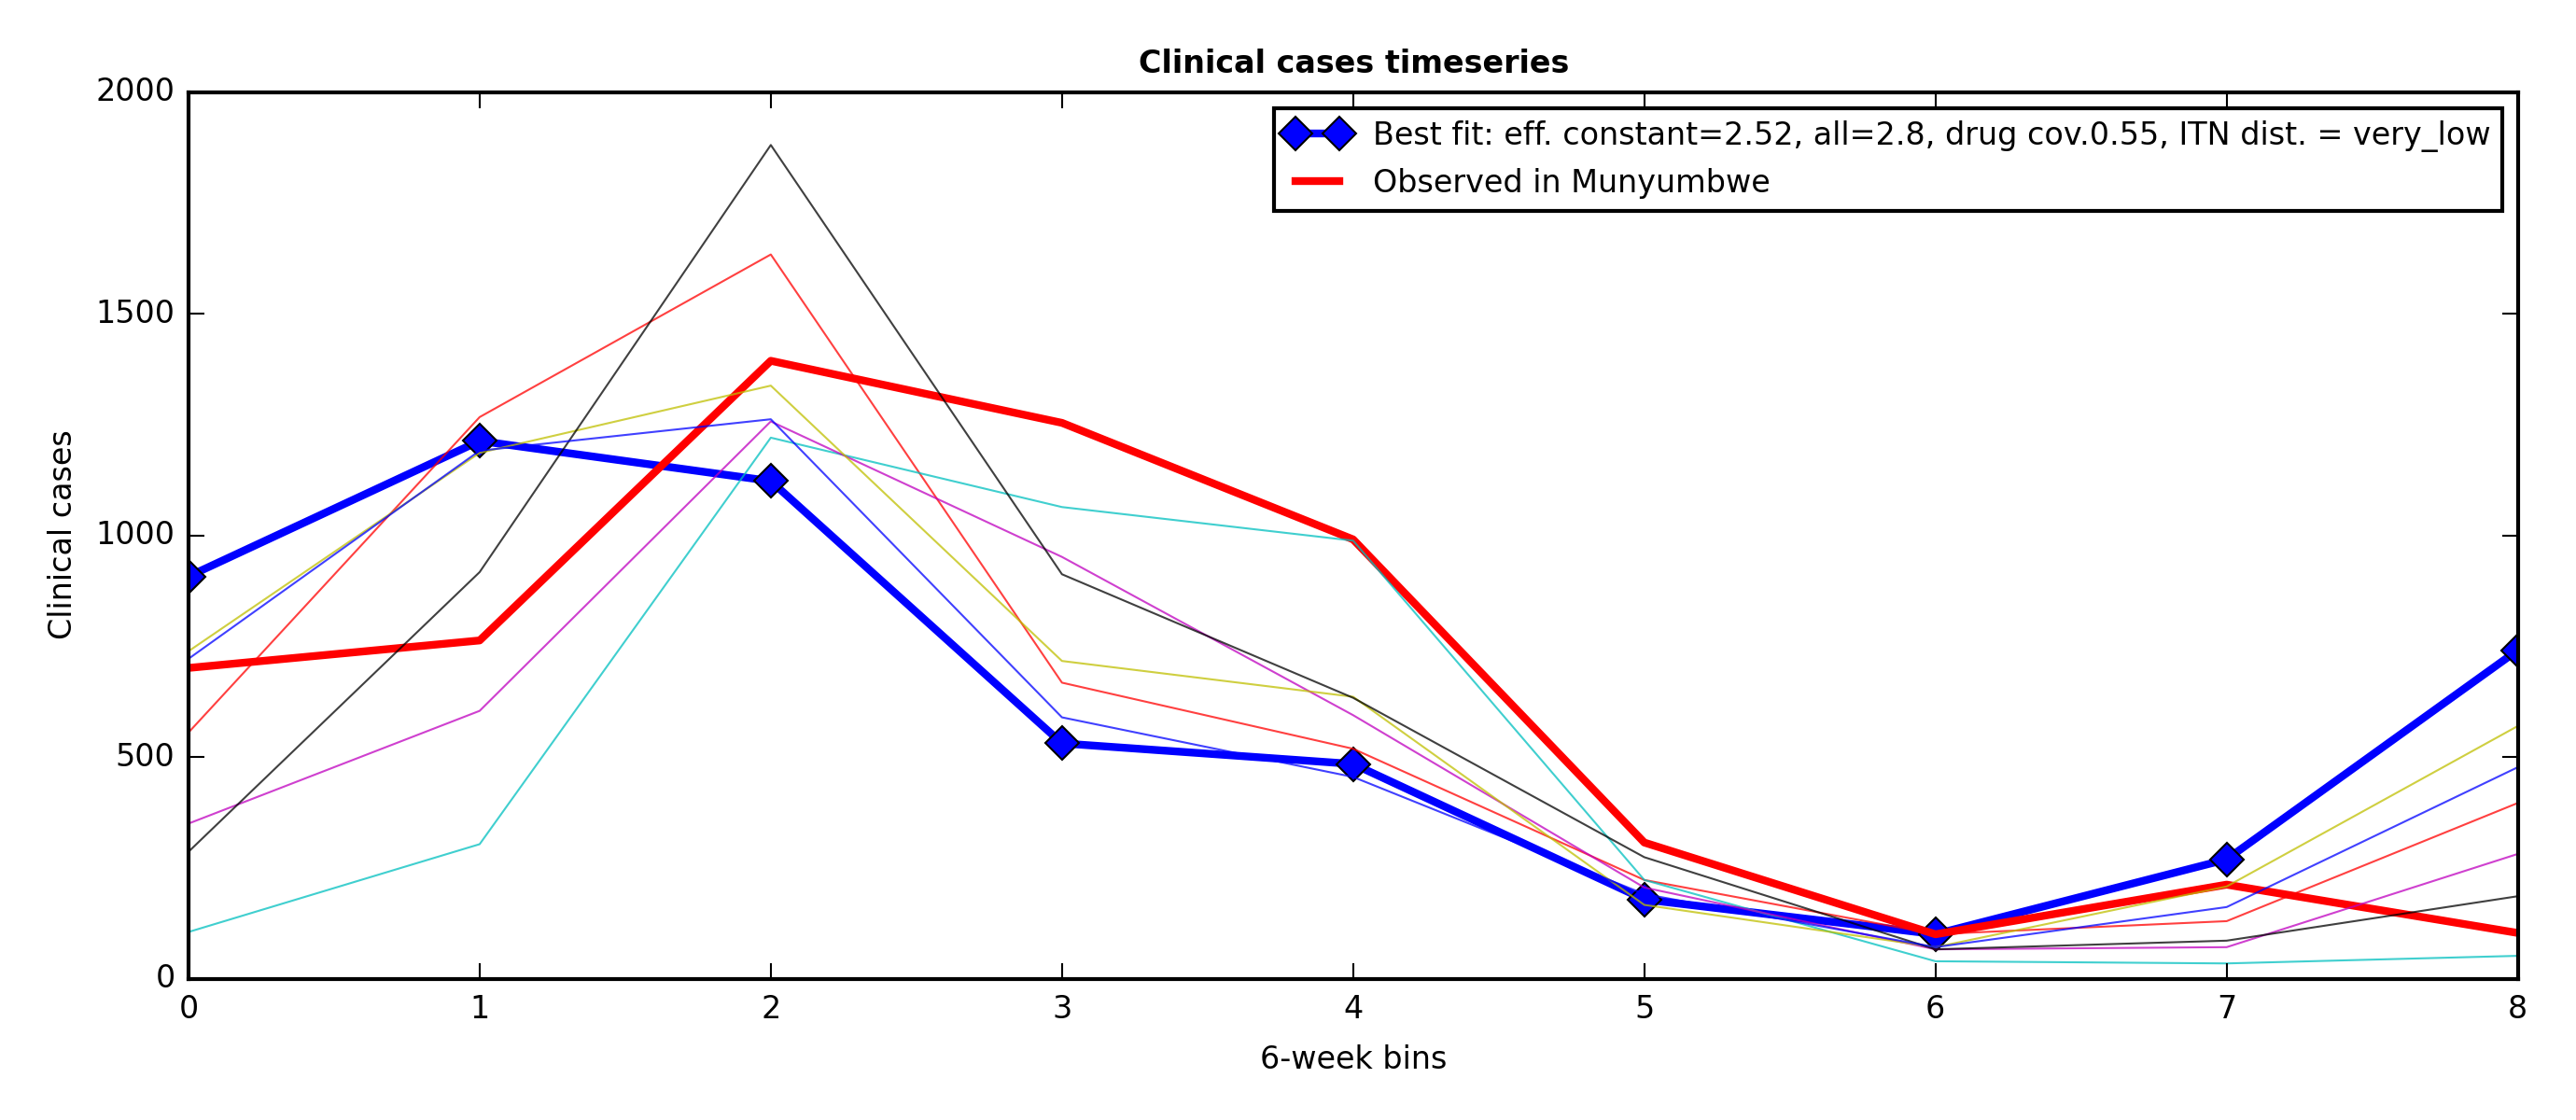 Clinical cases timeseries
2000
1500
1000
500
0
Clinical cases
Best fit: eff. constant=2.52, all=2.8, drug cov.0.55, ITN dist. = very_low
Observed in Munyumbwe
0 1 2 3 4 5 6 7 8
6-week bins